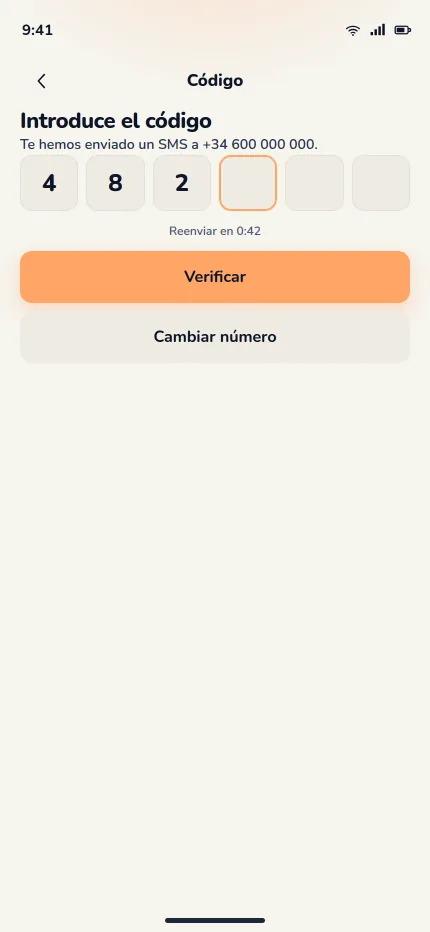 9:41
Código
Introduce el código
Te hemos enviado un SMS a +34 600 000 000.
4 8 2
Reenviar en 0:42
Verificar
Cambiar número